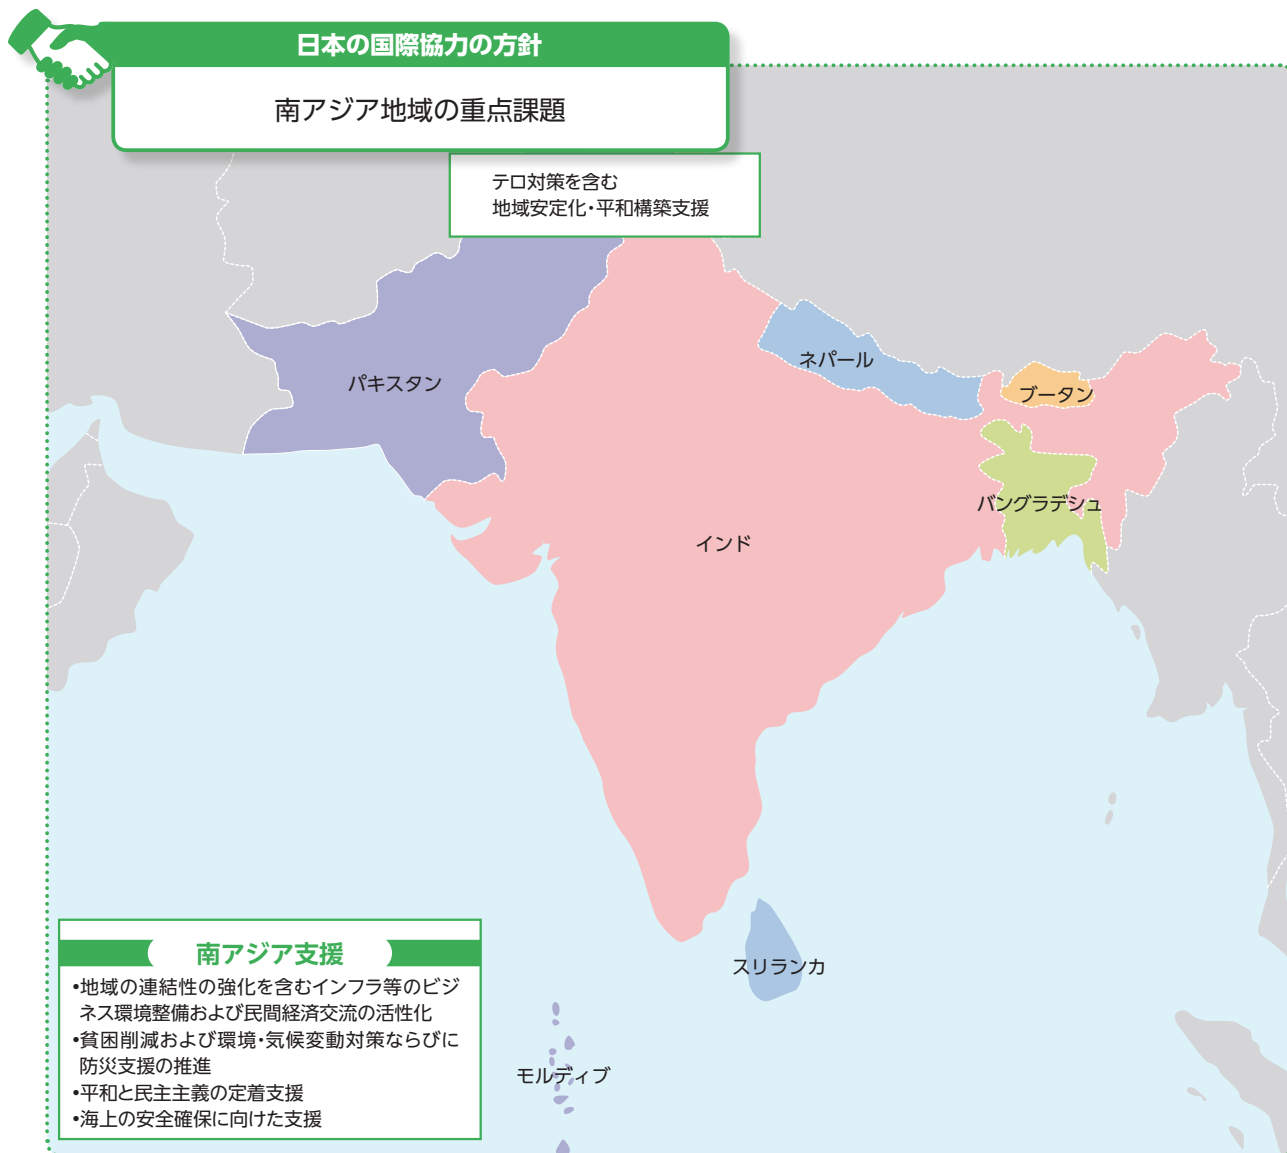 日本の国際協力の方針
南アジア地域の重点課題
テロ対策を含む
地域安定化・平和構築支援
パキスタン
ネパール
ブータン
バングラデシュ
インド
スリランカ
モルディブ
南アジア支援
•地域の連結性の強化を含むインフラ等のビジ
ネス環境整備および民間経済交流の活性化
•貧困削減および環境・気候変動対策ならびに
防災支援の推進
•平和と民主主義の定着支援
•海上の安全確保に向けた支援